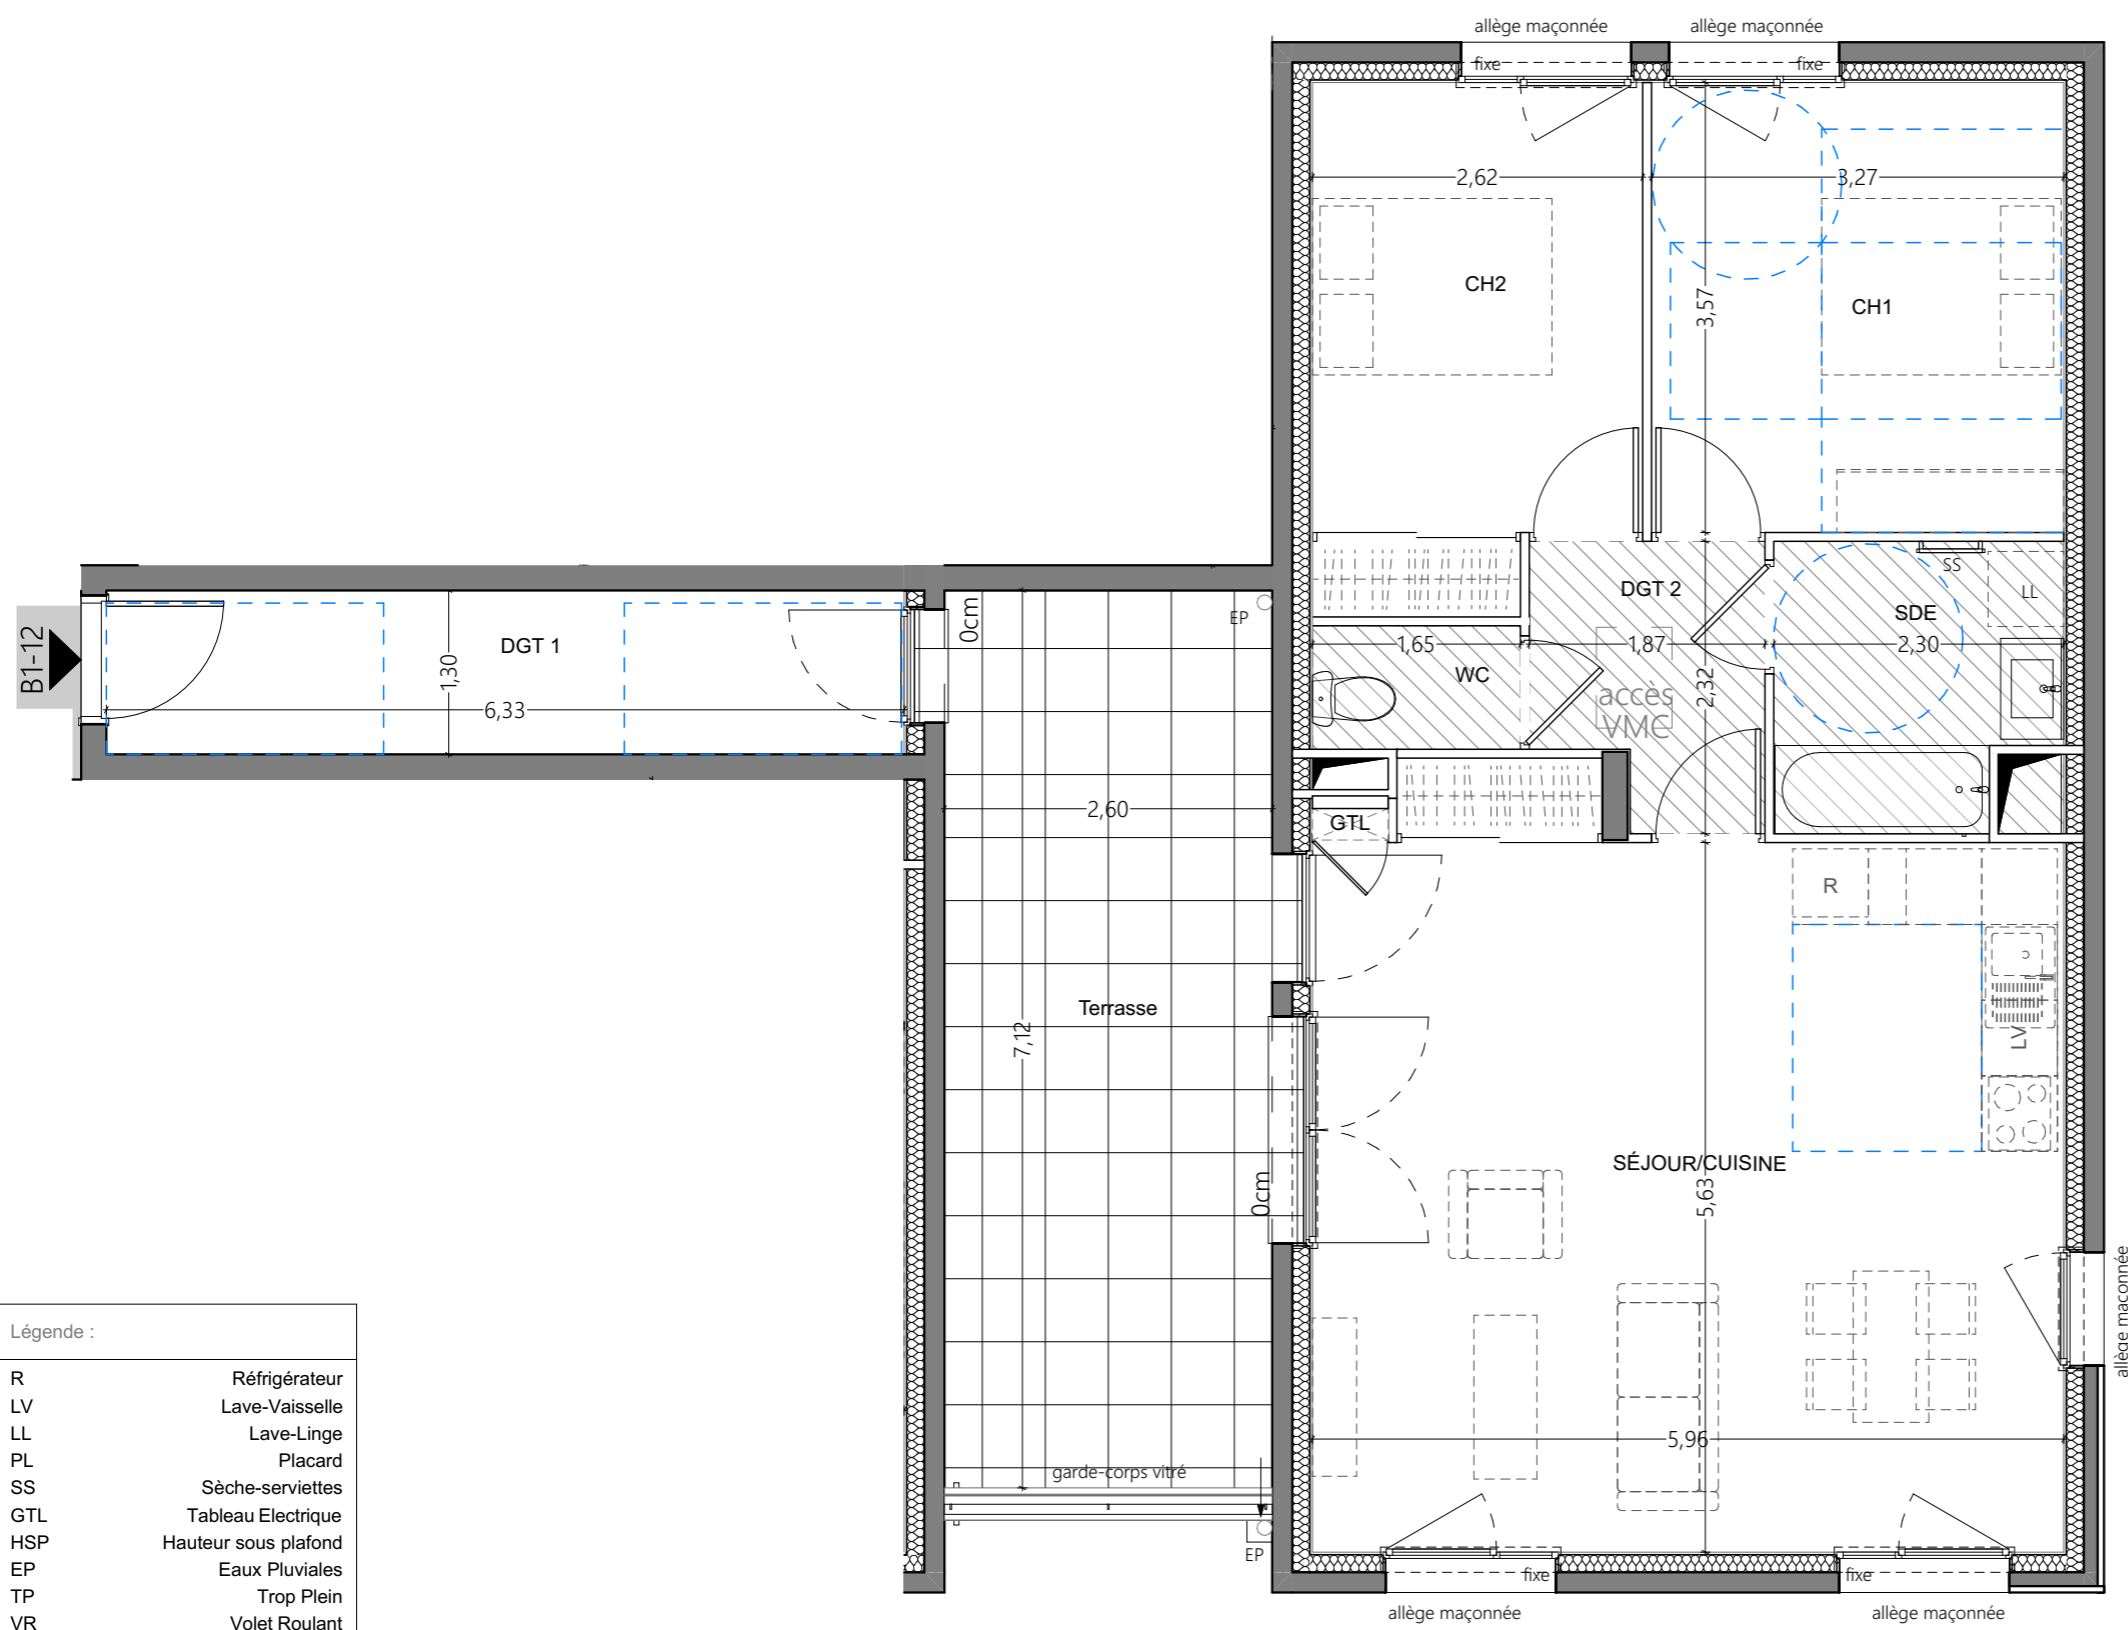 allège maçonnée
allège maçonnée
fixe
fixe
2,62
3,27
CH2
CH1
3,57
B1-12
DGT 1
1,30
6,33
0cm
EP
DGT 2
SS
LL
SDE
1,65
1,87
2,30
WC
2,32
accès
VMC
2,60
GTL
R
LV
Terrasse
7,12
0cm
SÉJOUR/CUISINE
5,63
5,96
allège maçonnée
garde-corps vitré
EP
fixe
fixe
allège maçonnée
allège maçonnée
Légende :
R Réfrigérateur
LV Lave-Vaisselle
LL Lave-Linge
PL Placard
SS Sèche-serviettes
GTL Tableau Electrique
HSP Hauteur sous plafond
EP Eaux Pluviales
TP Trop Plein
VR Volet Roulant